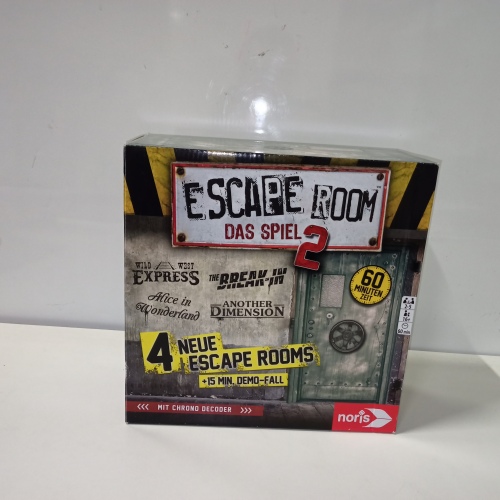 ESCAPE ROOM
DAS SPIEL 2
WILD WEST
EXPRESS
THE BREAK-IN
Alice in
Wonderland
ANOTHER
DIMENSION
60
MINUTEN
ZEIT
4 NEUE
ESCAPE ROOMS
+15 MIN. DEMO-FALL
MIT CHRONO DECODER
noris